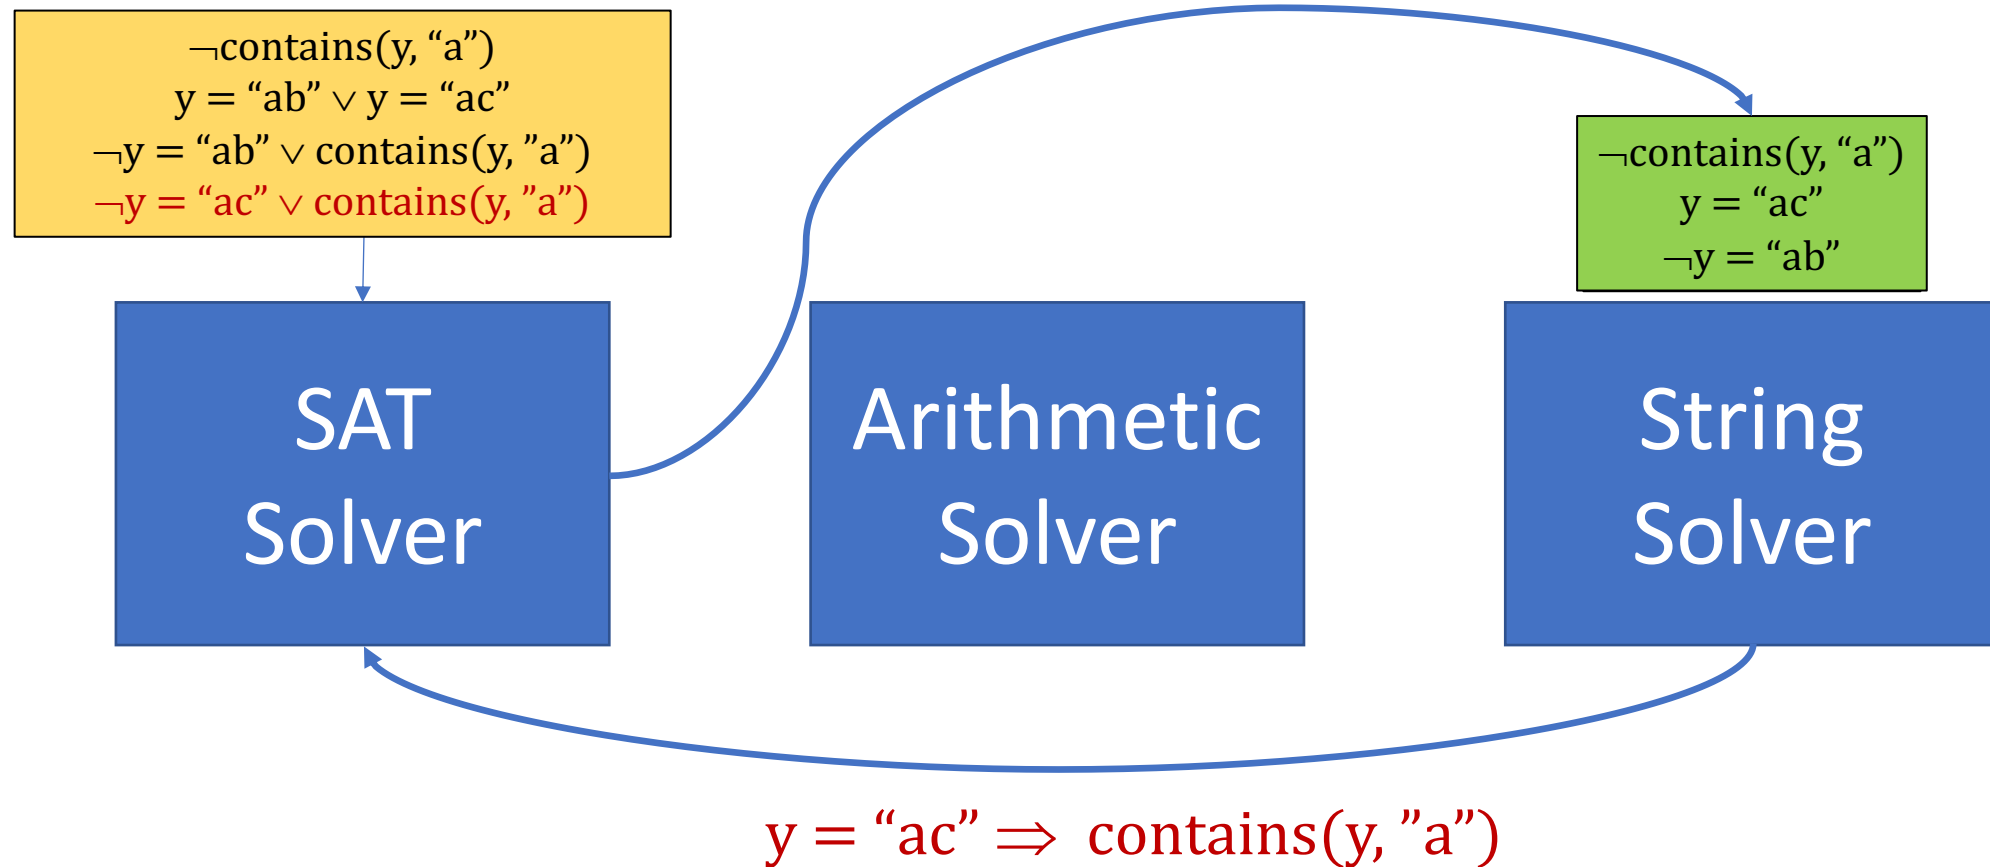 ¬contains(y, “a”)
y = “ab” ∨ y = “ac”
¬y = “ab” ∨ contains(y, ”a”)
¬y = “ac” ∨ contains(y, ”a”)
¬contains(y, “a”)
y = “ac”
¬y = “ab”
SAT
Solver
Arithmetic
Solver
String
Solver
y = “ac” ⇒ contains(y, ”a”)